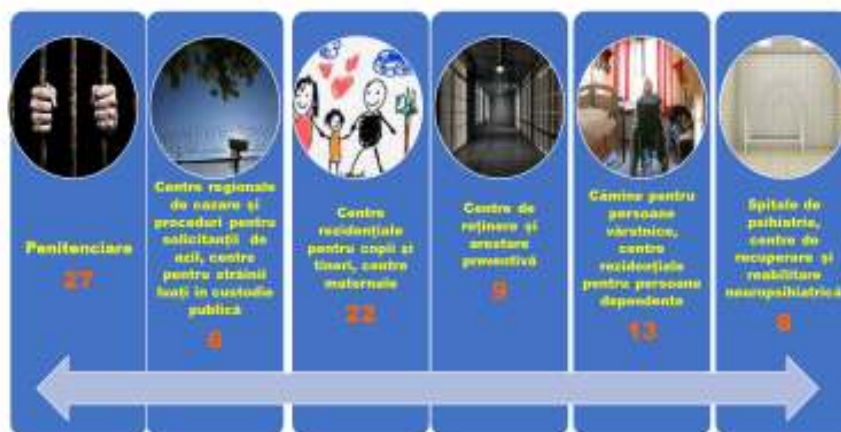 Penitenciare
27
Centre regionale
de cazare și
proceduri pentru
solicitanții de
azil, centre
pentru străinii
luați în custodie
publică
6
Centre
rezidențiale
pentru copii și
tineri, centre
maternale
22
Centre de
reținere și
arestare
preventivă
9
Cămine pentru
persoane
vârstnice,
centre
rezidențiale
pentru persoane
dependente
13
Spitale de
psihiatrie,
centre de
recuperare și
reabilitare
neuropsihiatrică